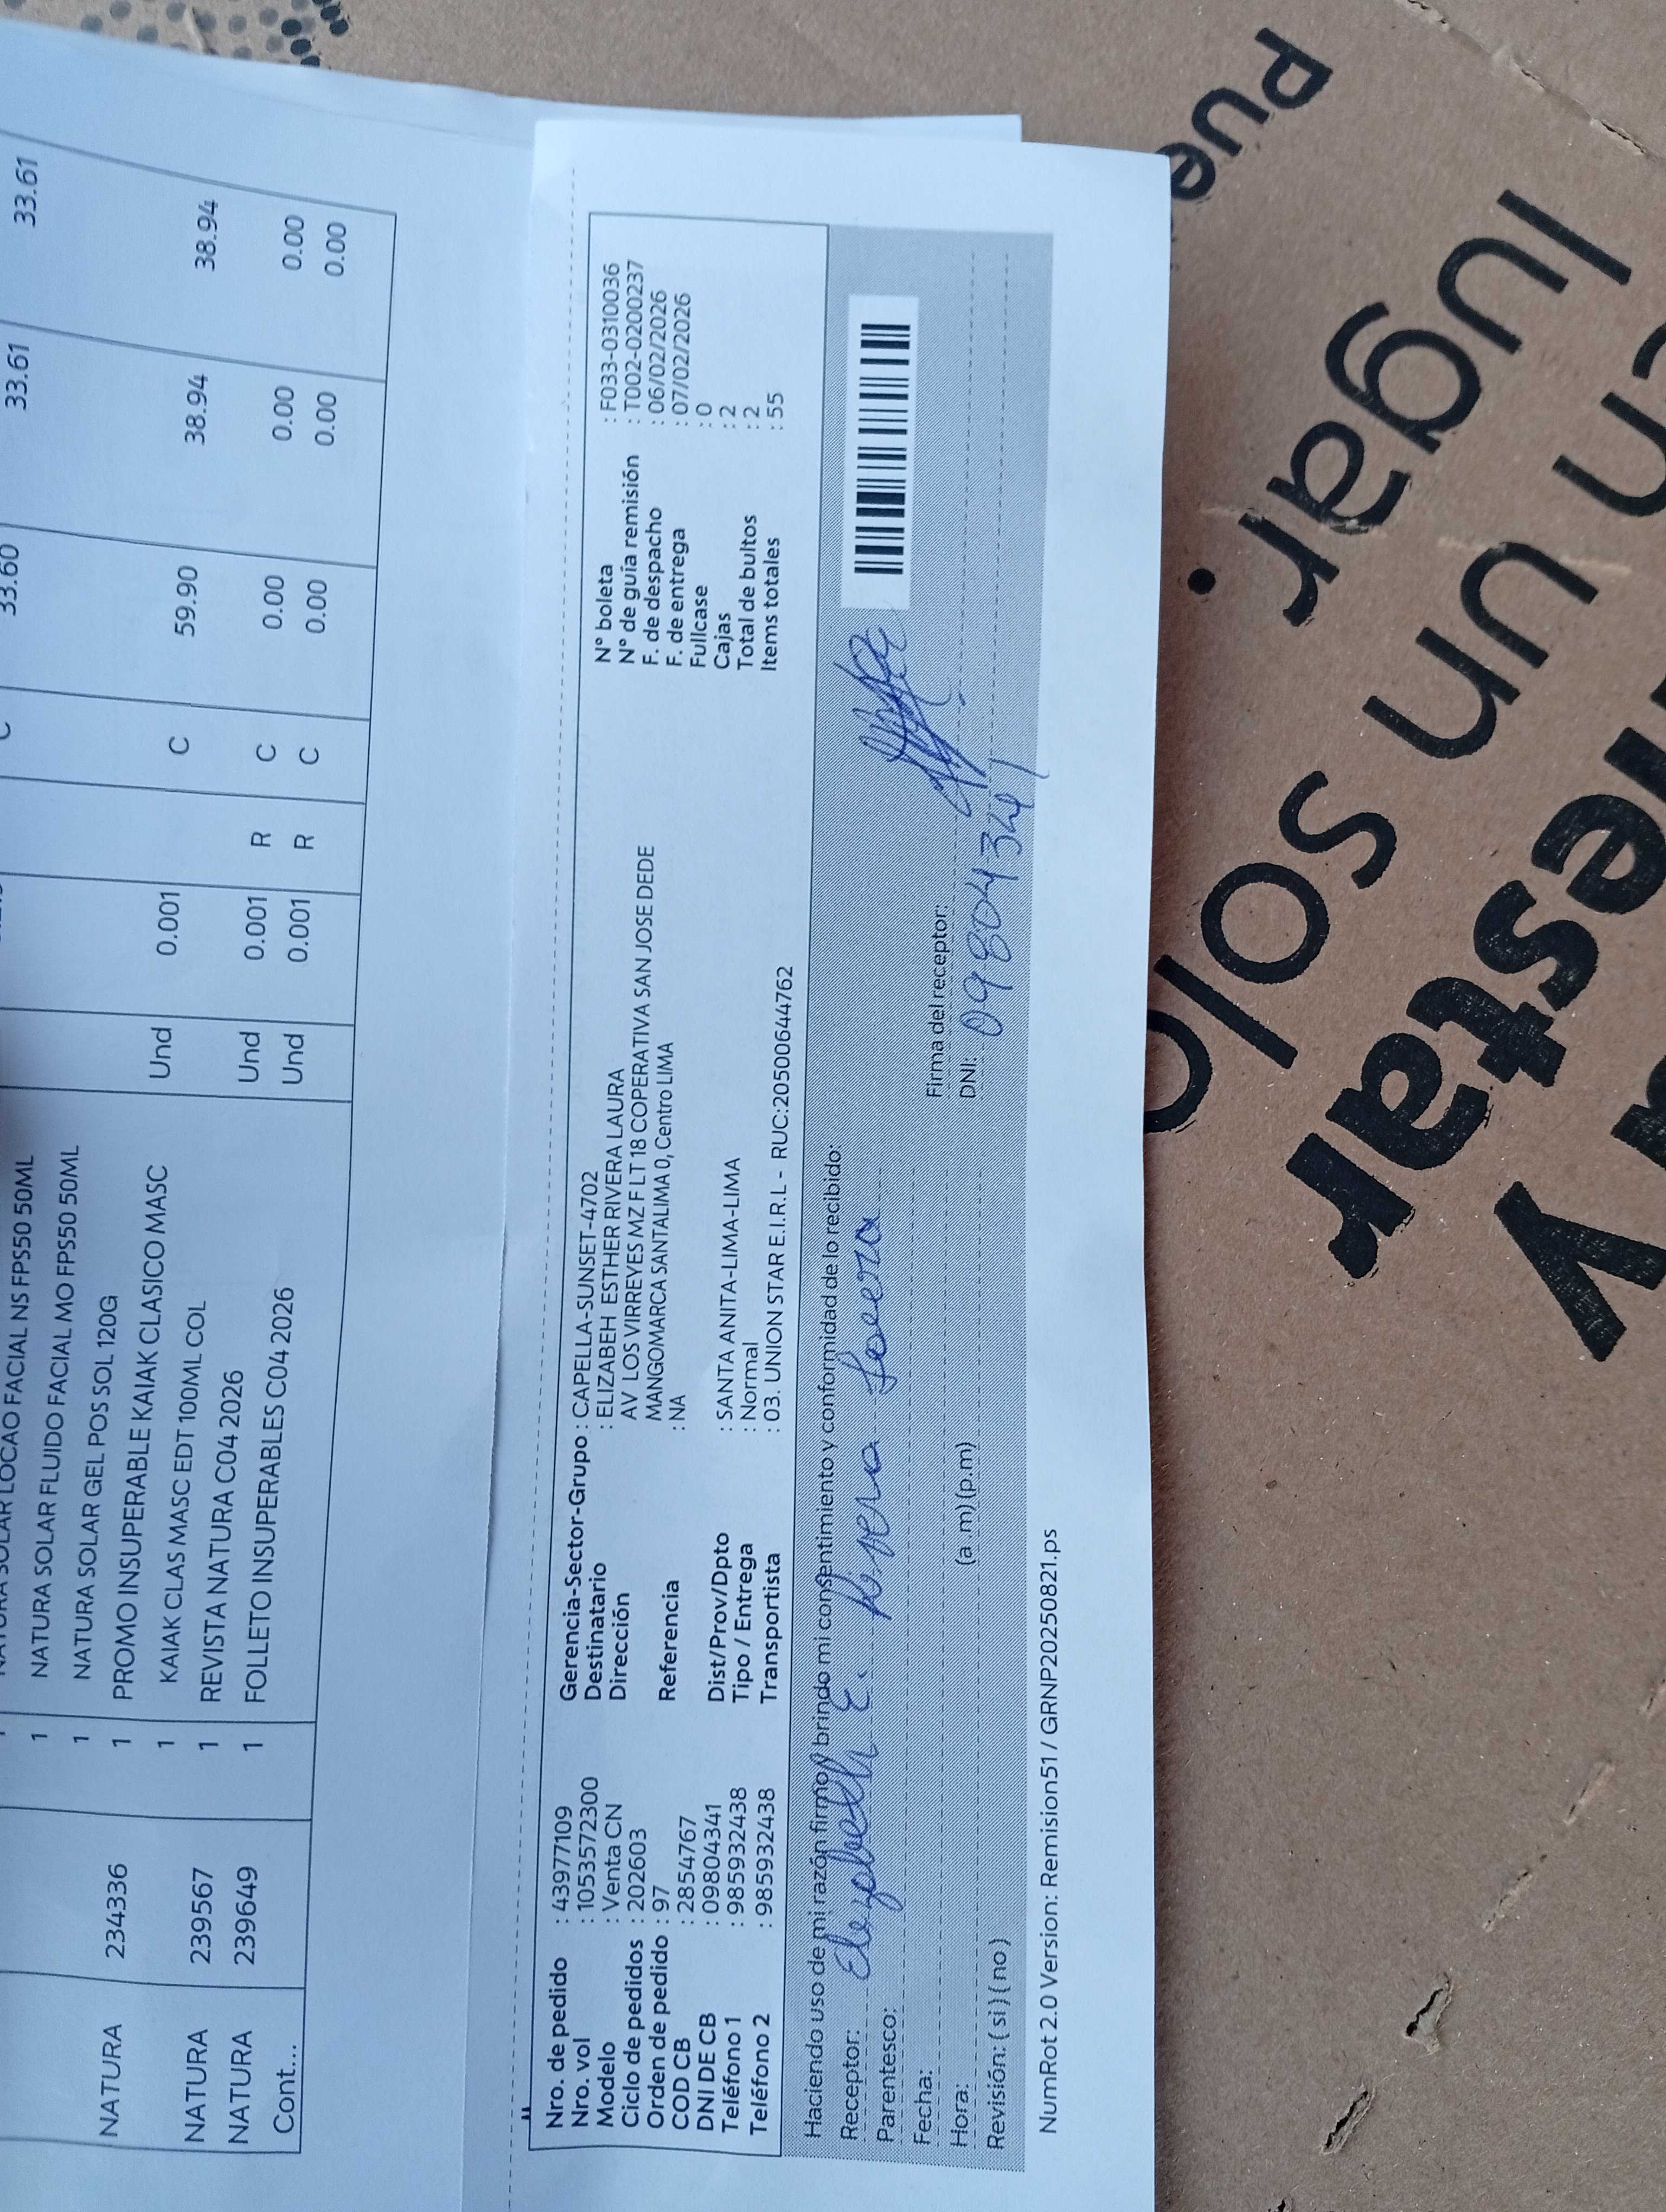 33.60 33.61 33.61
1 NATURA SOLAR FLUIDO FACIAL NS FPS50 50ML
1 NATURA SOLAR FLUIDO FACIAL MO FPS50 50ML
1 NATURA SOLAR GEL POS SOL 120G
NATURA 234336 1 PROMO INSUPERABLE KAIAK CLASICO MASC
1 KAIAK CLAS MASC EDT 100ML COL Und 0.001 C 59.90 38.94 38.94
NATURA 239567 1 REVISTA NATURA C04 2026 Und 0.001 R C 0.00 0.00 0.00
NATURA 239649 1 FOLLETO INSUPERABLES C04 2026 Und 0.001 R C 0.00 0.00 0.00
Cont...
Nro. de pedido : 43977109
Nro. vol : 1053572300
Modelo : Venta CN
Ciclo de pedidos : 202603
Orden de pedido : 97
COD CB : 2854767
DNI DE CB : 09804341
Teléfono 1 : 985932438
Teléfono 2 : 985932438
Gerencia-Sector-Grupo : CAPELLA-SUNSET-4702
Destinatario : ELIZABEH ESTHER RIVERA LAURA
Dirección AV LOS VIRREYES MZ F LT 18 COPERATIVA SAN JOSE DEDE
MANGOMARCA SANTALIMA 0, Centro LIMA
Referencia : NA
Dist/Prov/Dpto : SANTA ANITA-LIMA-LIMA
Tipo / Entrega : Normal
Transportista : 03. UNION STAR E.I.R.L - RUC:20500644762
N° boleta : F033-0310036
N° de guia remisión : T002-0200237
F. de despacho : 06/02/2026
F. de entrega : 07/02/2026
Fullcase : 0
Cajas : 2
Total de bultos : 2
Items totales : 55
Haciendo uso de mi razón firmo y brindo mi consentimiento y conformidad de lo recibido:
Receptor: E. Rivera
Parentesco:
Fecha:
Hora: (a .m) (p.m)
Revisión: ( si ) ( no )
Firma del receptor:
DNI: 09804341
NumRot 2.0 Version: Remision51 / GRNP20250821.ps
Pue
y
estar
en un
solo
lugar.